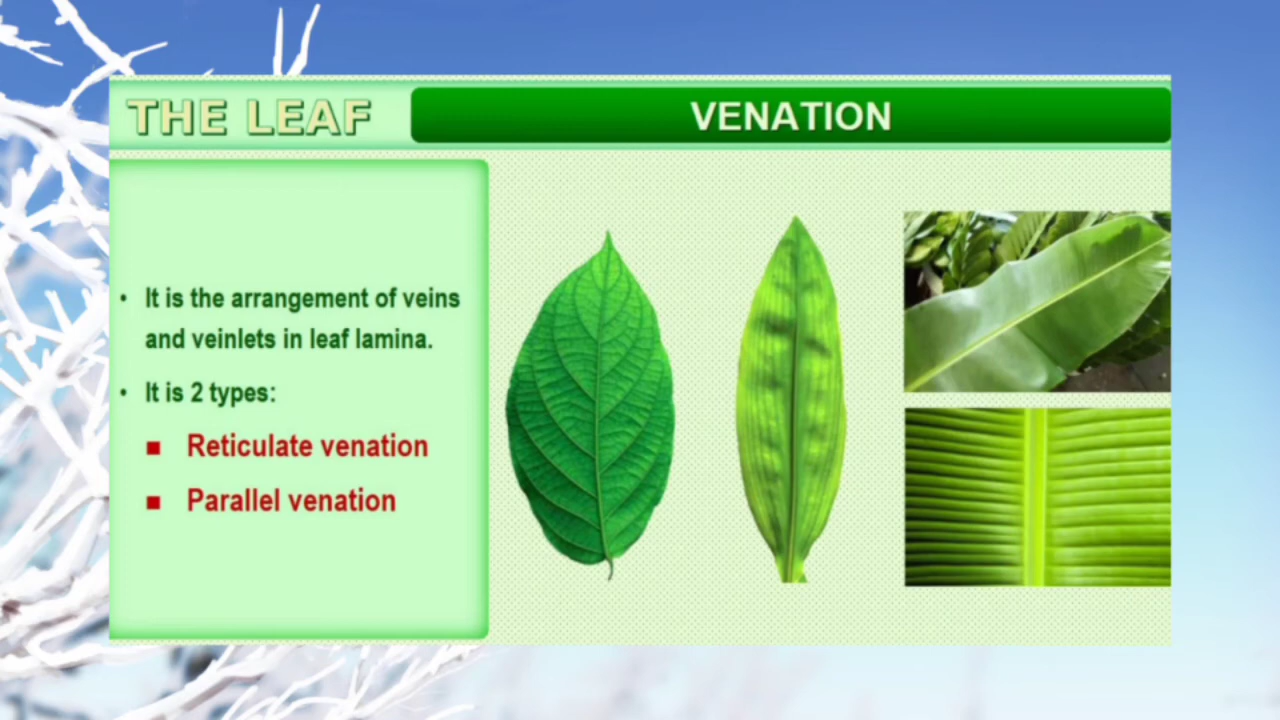 THE LEAF
VENATION
• It is the arrangement of veins
and veinlets in leaf lamina.
• It is 2 types:
▪ Reticulate venation
▪ Parallel venation